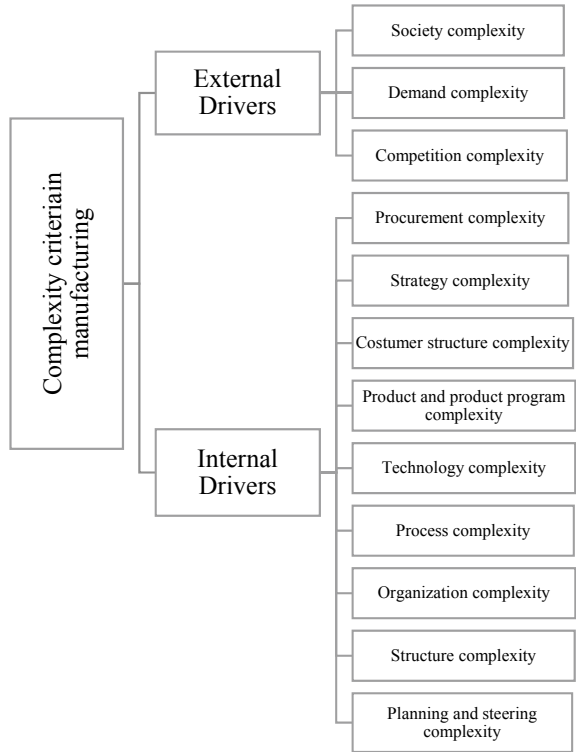 Complexity criteriain
manufacturing
External
Drivers
Society complexity
Demand complexity
Competition complexity
Internal
Drivers
Procurement complexity
Strategy complexity
Costumer structure complexity
Product and product program
complexity
Technology complexity
Process complexity
Organization complexity
Structure complexity
Planning and steering
complexity